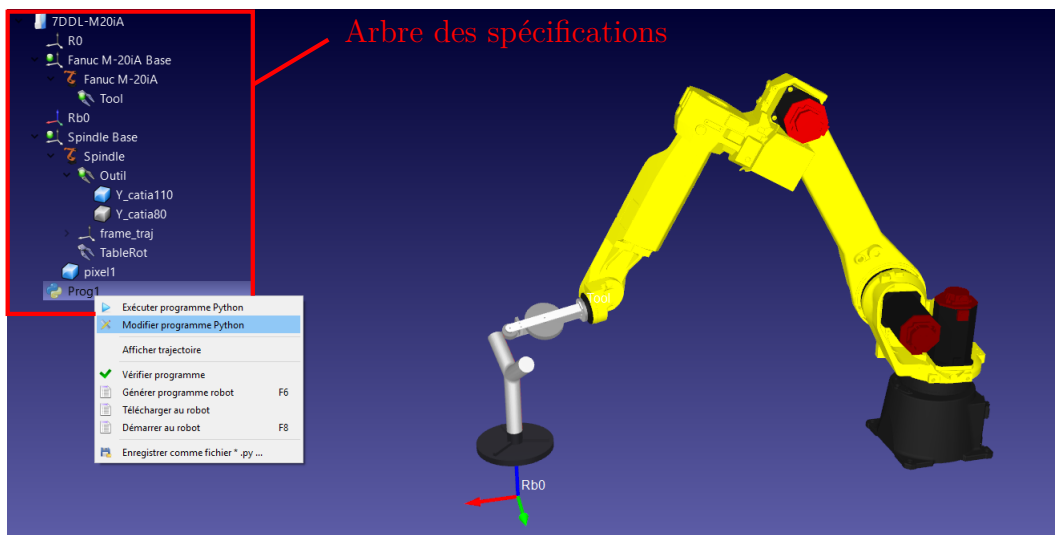 7DDL-M20iA
Arbre des spécifications
R0
Fanuc M-20iA Base
Fanuc M-20iA
Tool
Rb0
Spindle Base
Spindle
Outil
Y_catia110
Y_catia80
frame_traj
TableRot
pixel1
Prog1
Exécuter programme Python
Modifier programme Python
Afficher trajectoire
Vérifier programme
Générer programme robot F6
Télécharger au robot
Démarrer au robot F8
Enregistrer comme fichier * .py ...
Tool
Rb0